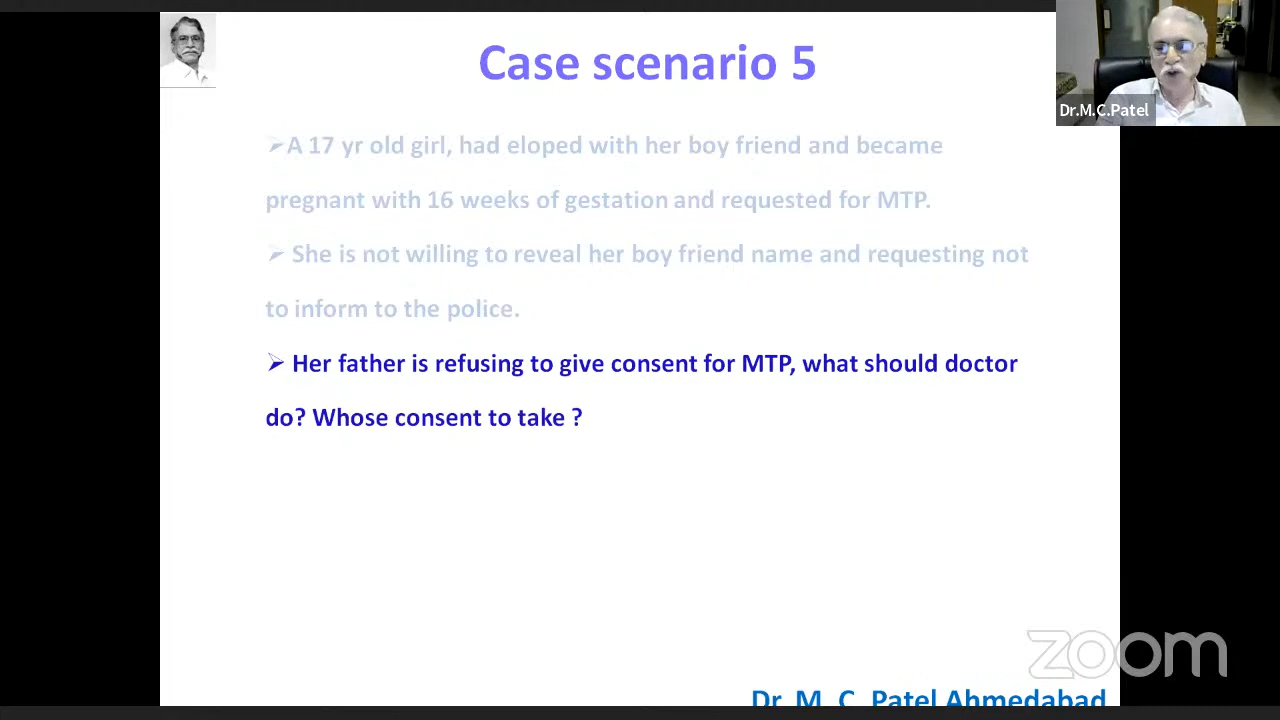 Case scenario 5
Dr.M.C.Patel
➢A 17 yr old girl, had eloped with her boy friend and became
pregnant with 16 weeks of gestation and requested for MTP.
➢ She is not willing to reveal her boy friend name and requesting not
to inform to the police.
➢ Her father is refusing to give consent for MTP, what should doctor
do? Whose consent to take ?
zoom
Dr. M. C. Patel Ahmedabad